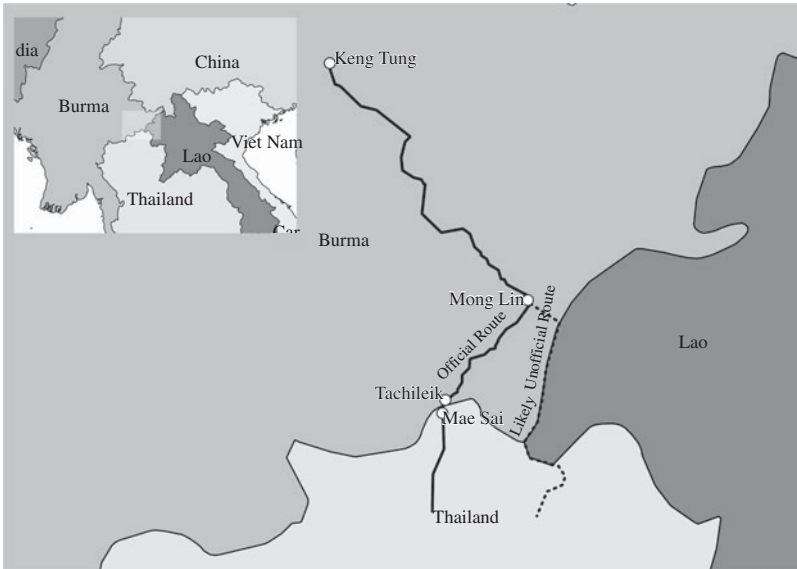 dia
China
Burma
Viet Nam
Lao
Thailand
Car
Keng Tung
Burma
Mong Lin
Official Route
Likely Unofficial Route
Lao
Tachileik
Mae Sai
Thailand